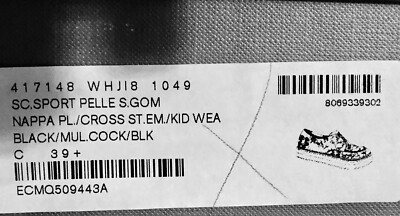 417148 WHJI8 1049
SC.SPORT PELLE S.GOM
NAPPA PL./CROSS ST.EM./KID WEA
BLACK/MUL.COCK/BLK
C 39+
ECMQ509443A
8069339302